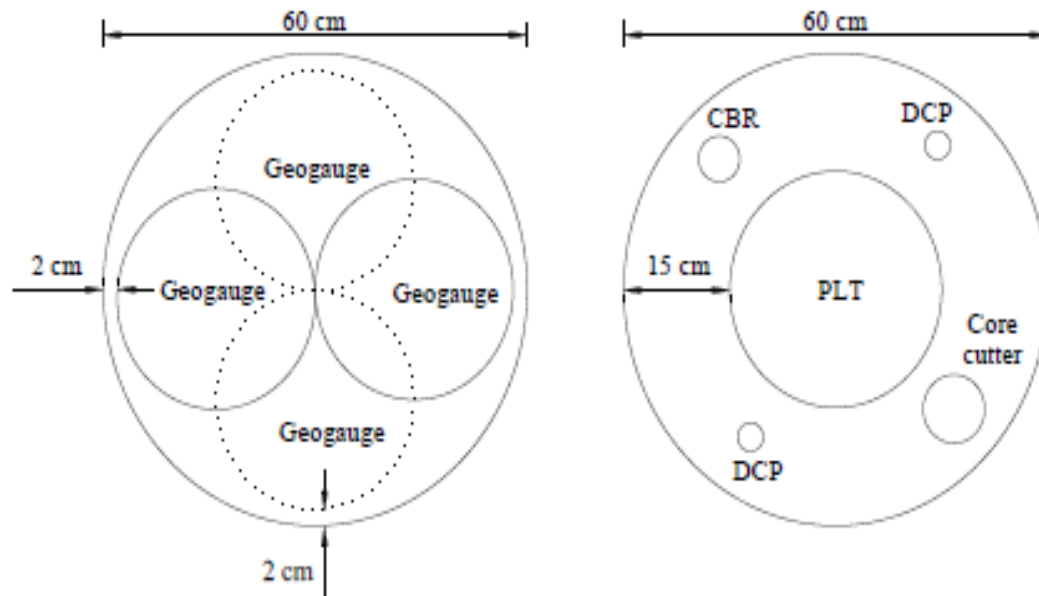 60 cm
60 cm
CBR
DCP
Geogauge
2 cm
Geogauge
Geogauge
15 cm
PLT
Core
cutter
Geogauge
DCP
2 cm